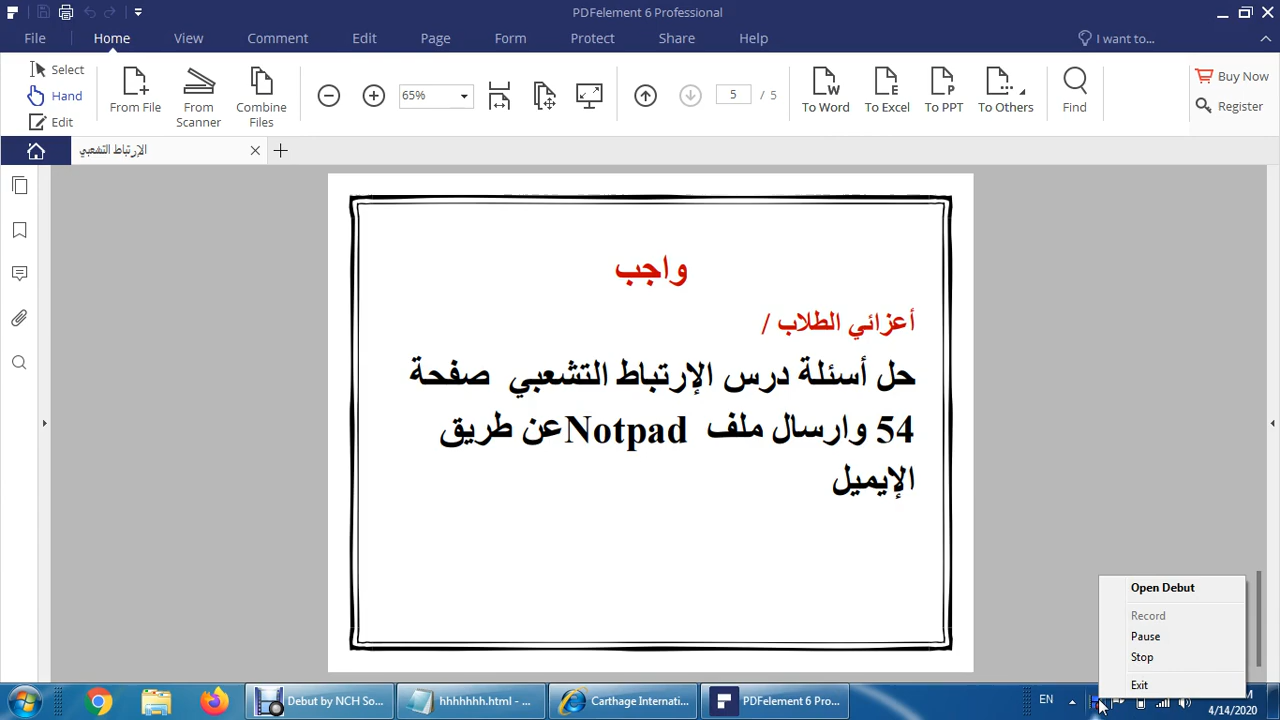 PDFelement 6 Professional
File Home View Comment Edit Page Form Protect Share Help I want to...
Select
Hand
Edit
From File
From Scanner
Combine Files
65%
5 / 5
To Word
To Excel
To PPT
To Others
Find
Buy Now
Register
الإرتباط التشعبي
واجب
أعزائي الطلاب /
حل أسئلة درس الإرتباط التشعبي صفحة
54 وارسال ملف Notpad عن طريق
الإيميل
Open Debut
Record
Pause
Stop
Exit
Debut by NCH So...
hhhhhhh.html - ...
Carthage Internati...
PDFelement 6 Pro...
EN
4/14/2020